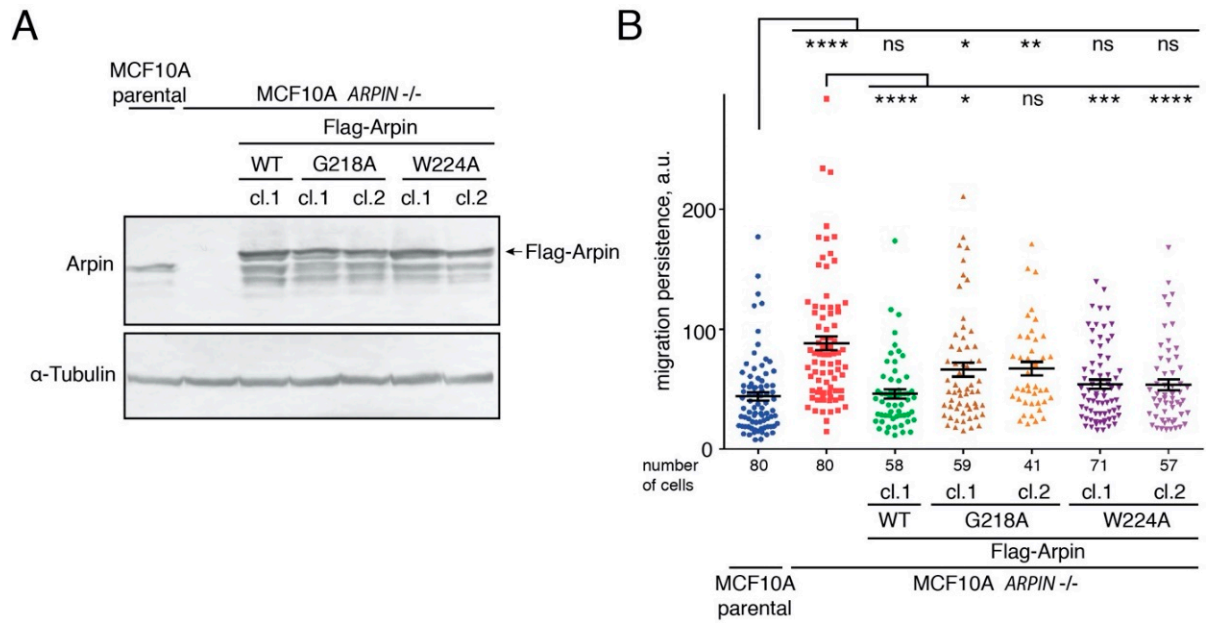 A
MCF10A
parental
MCF10A ARPIN -/-
Flag-Arpin
WT G218A W224A
cl.1 cl.1 cl.2 cl.1 cl.2
Arpin
←Flag-Arpin
α-Tubulin
B
**** ns * ** ns ns
**** * ns *** ****
migration persistence, a.u.
200
100
0
number
of cells
80 80 58 59 41 71 57
cl.1 cl.1 cl.2 cl.1 cl.2
WT G218A W224A
Flag-Arpin
MCF10A
parental
MCF10A ARPIN -/-